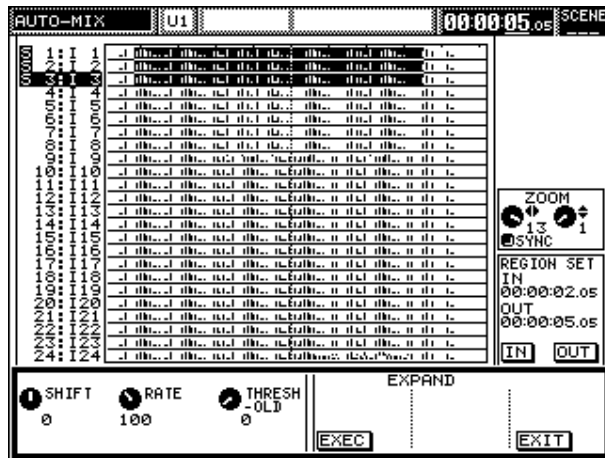 AUTO-MIX U1 00:00:05.05 SCENE
S 1:I 1
S 2:I 2
S 3:I 3
4:I 4
5:I 5
6:I 6
7:I 7
8:I 8
9:I 9
10:I10
11:I11
12:I12
13:I13
14:I14
15:I15
16:I16
17:I17
18:I18
19:I19
20:I20
21:I21
22:I22
23:I23
24:I24
ZOOM
13 1
SYNC
REGION SET
IN
00:00:02.05
OUT
00:00:05.05
IN OUT
EXPAND
SHIFT RATE THRESH
-OLD
0 100 0
EXEC EXIT